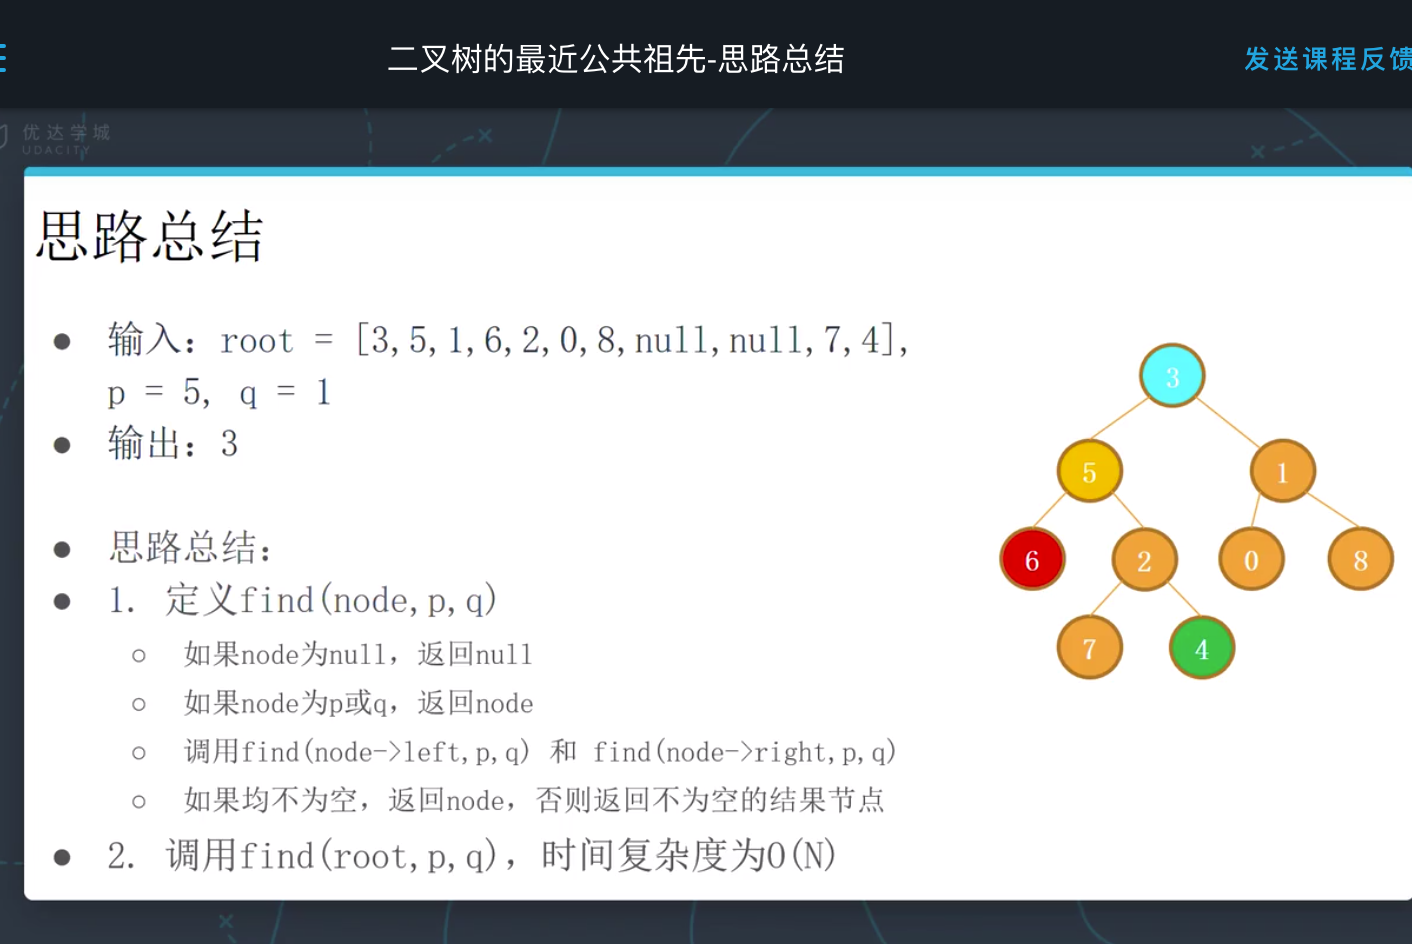 二叉树的最近公共祖先-思路总结
发送课程反馈
优达学城
UDACITY
思路总结
● 输入：root = [3,5,1,6,2,0,8,null,null,7,4],
p = 5, q = 1
● 输出：3
● 思路总结：
● 1. 定义find(node,p,q)
○ 如果node为null，返回null
○ 如果node为p或q，返回node
○ 调用find(node->left,p,q) 和 find(node->right,p,q)
○ 如果均不为空，返回node，否则返回不为空的结果节点
● 2. 调用find(root,p,q)，时间复杂度为O(N)
3
5 1
6 2 0 8
7 4